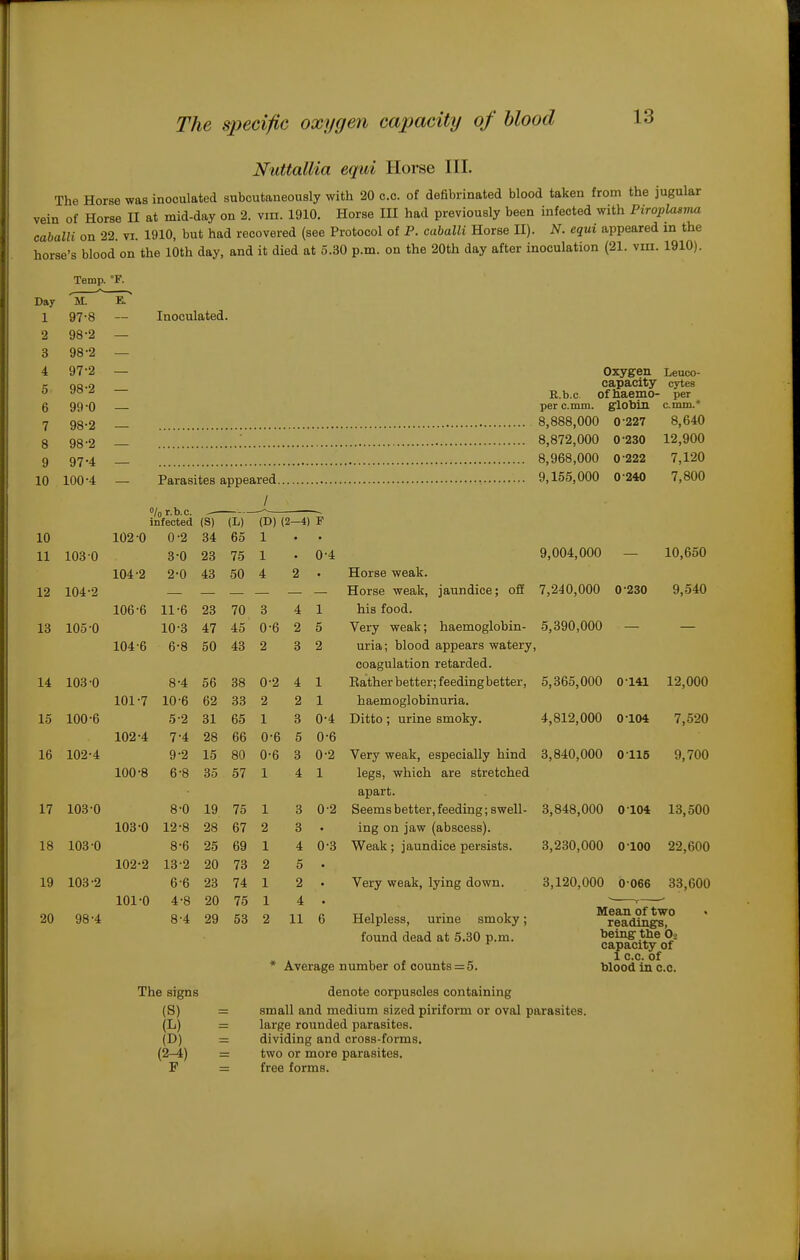 The specific oxygen capacity of blood 13
Nuttallia equi Horse III.
The Horse was inoculated subcutaneously with 20 c.c. of defibrinated blood taken from the jugular
vein of Horse II at mid-day on 2. VIII. 1910. Horse III had previously been infected with Piroplasma
caballi on 22. VI. 1910, but had recovered (see Protocol of P. caballi Horse II). N. equi appeared in the
horse's blood on the 10th day, and it died at 5.30 p.m. on the 20th day after inoculation (21. VIII. 1910).
Temp. °F.
Day M. E.
1 97·8 — Inoculated.
2 98·2 —
3 98·2 —
4 97·2 — Oxygen Leuco-
5 98·2 — capacity cytes
R.b.c. of haemo- per
6 99·0 — per c.mm. globin c.mm.*
7 98·2 — ... 8,888,000 0·227 8,640
8 98·2 — ... 8,872,000 0·230 12,900
9 97·4 — ... 8,968,000 0·222 7,120
10 100·4 — Parasites appeared... 9,155,000 0·240 7,800
% r.b.c.
infected (S) (L) (D) (2—4) F
10 102·0 0·2 34 65 1 . .
11 103·0 3·0 23 75 1 . 0·4 9,004,000 — 10,650
104·2 2·0 43 50 4 2 . Horse weak.
12 104·2 — — — — — — Horse weak, jaundice; off 7,240,000 0·230 9,540
106·6 11·6 23 70 3 4 1 his food.
13 105·0 10·3 47 45 0·6 2 5 Very weak; haemoglobin- 5,390,000 — —
104·6 6·8 50 43 2 3 2 uria; blood appears watery,
coagulation retarded.
14 103·0 8·4 56 38 0·2 4 1 Rather better; feeding better, 5,365,000 0·141 12,000
101·7 10·6 62 33 2 2 1 haemoglobinuria.
15 100·6 5·2 31 65 1 3 0·4 Ditto; urine smoky. 4,812,000 0·104 7,520
102·4 7·4 28 66 0·6 5 0·6
16 102·4 9·2 15 80 0·6 3 0·2 Very weak, especially hind 3,840,000 0·115 9,700
100·8 6·8 35 57 1 4 1 legs, which are stretched
apart.
17 103·0 8·0 19 75 1 3 0·2 Seems better, feeding; swell- 3,848,000 0·104 13,500
103·0 12·8 28 67 2 3 . ing on jaw (abscess).
18 103·0 8·6 25 69 1 4 0·3 Weak; jaundice persists. 3,230,000 0·100 22,600
102·2 13·2 20 73 2 5 .
19 103·2 6·6 23 74 1 2 . Very weak, lying down. 3,120,000 0·066 33,600
101·0 4·8 20 75 1 4 .
20 98·4 8·4 29 53 2 11 6 Helpless, urine smoky; Mean of two
found dead at 5.30 p.m. readings,
being the O₂
capacity of
1 c.c. of
blood in c.c.
* Average number of counts = 5.
The signs denote corpuscles containing
(S) = small and medium sized piriform or oval parasites.
(L) = large rounded parasites.
(D) = dividing and cross-forms.
(2–4) = two or more parasites.
F = free forms.